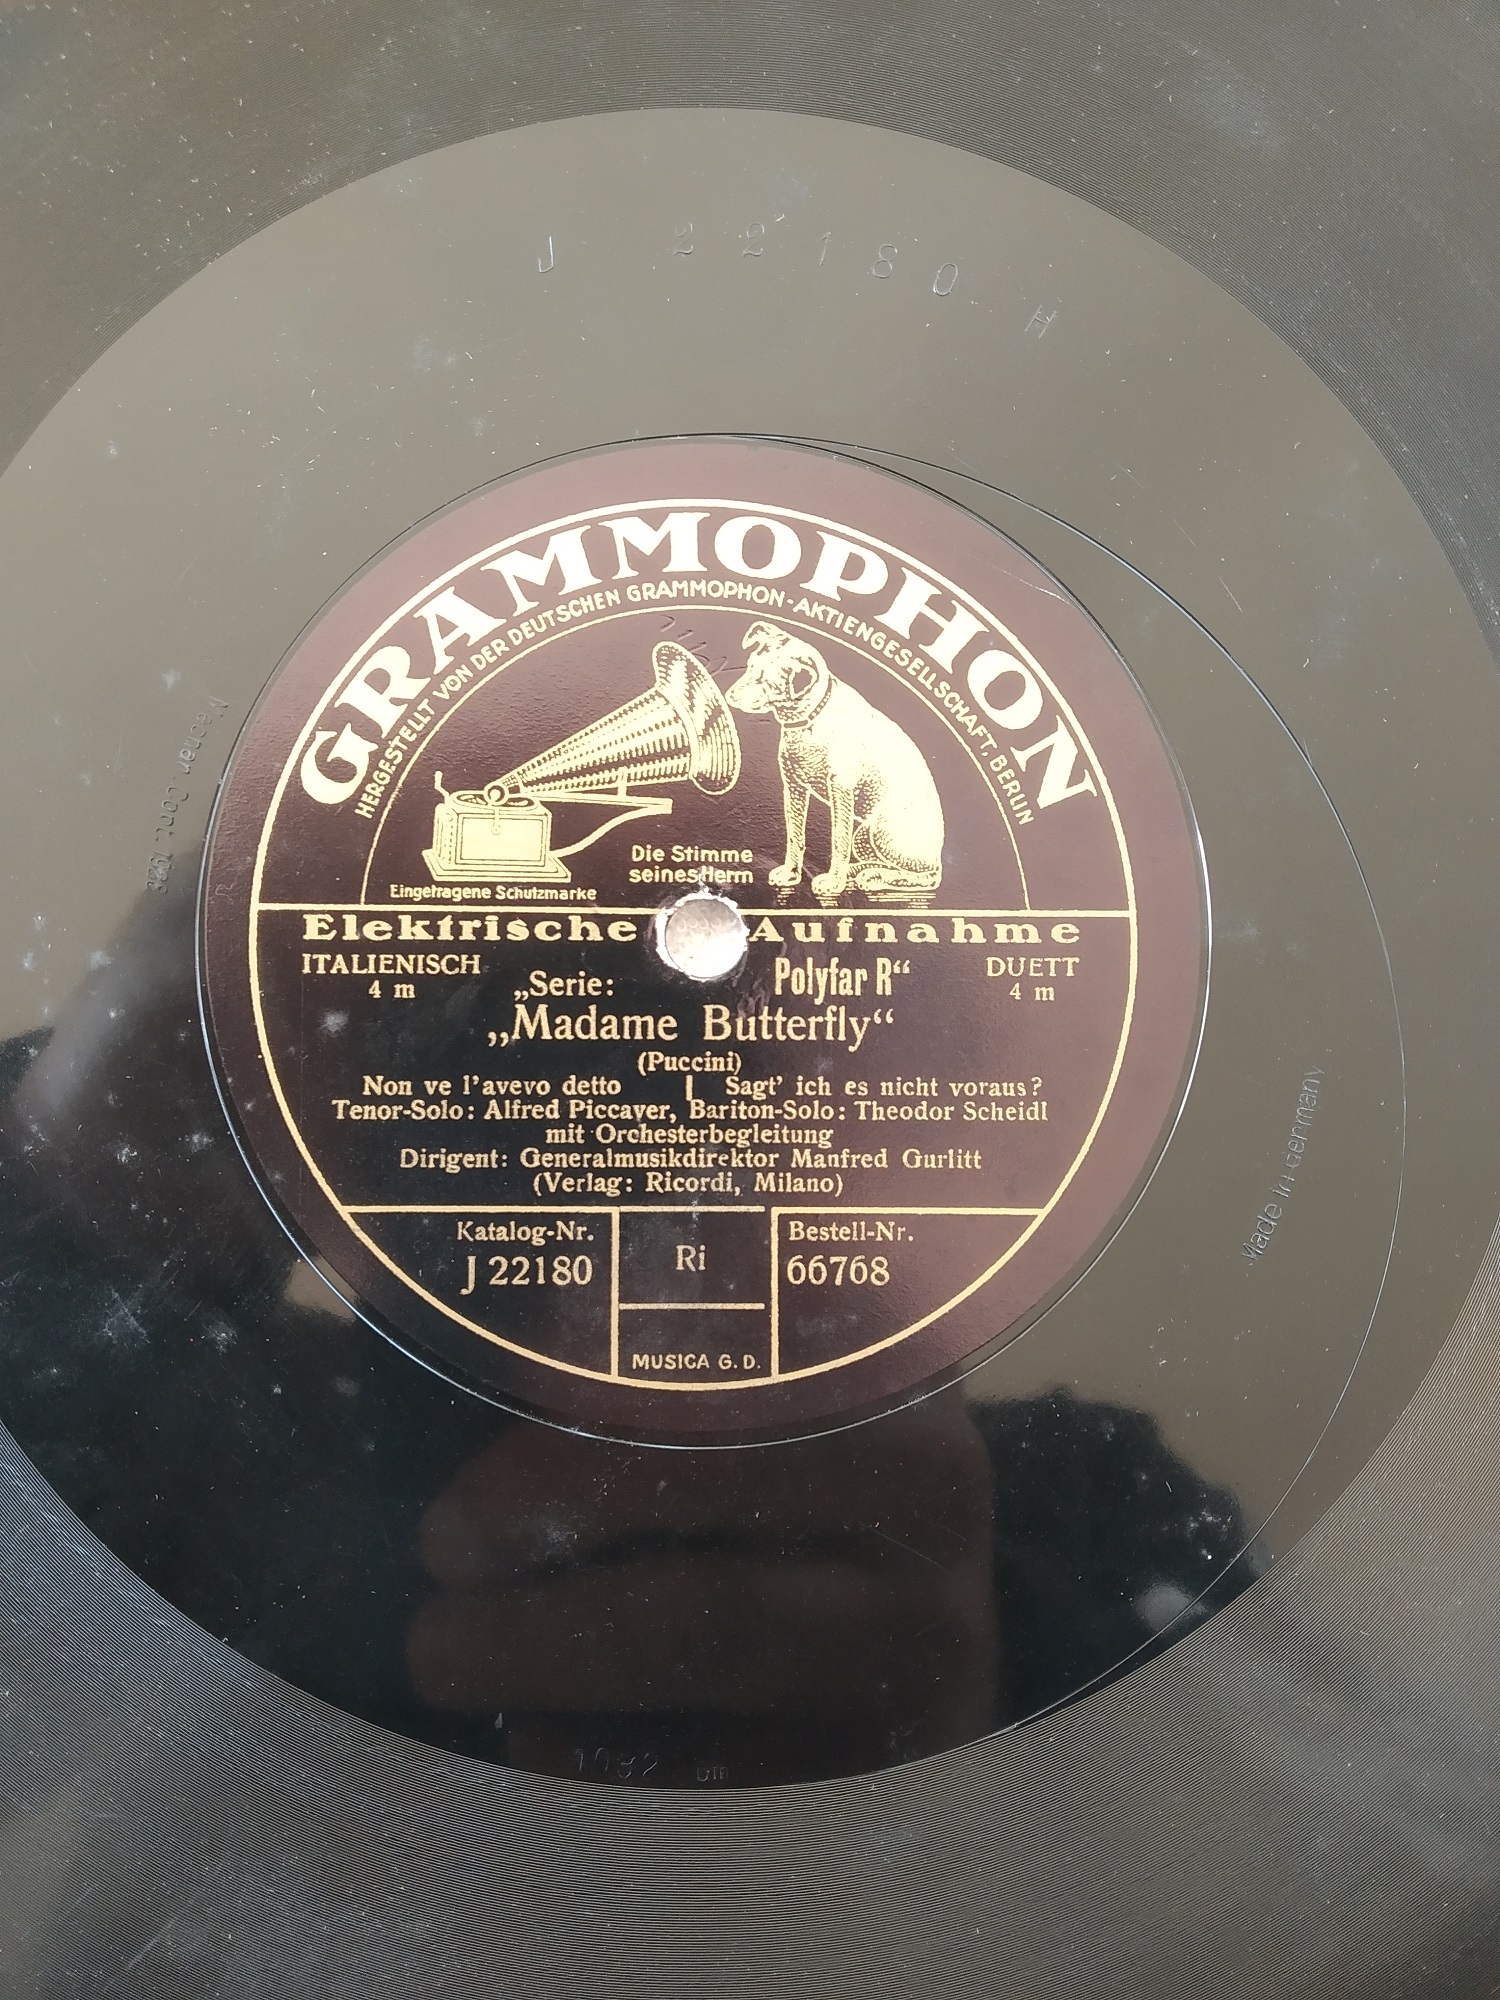 J 22180 H
GRAMMOPHON
HERGESTELLT VON DER DEUTSCHEN GRAMMOPHON-AKTIENGESELLSCHAFT, BERLIN
Die Stimme
seines Herrn
Eingetragene Schutzmarke
Elektrische Aufnahme
ITALIENISCH
4 m
DUETT
4 m
„Serie: Polyfar R“
„Madame Butterfly“
(Puccini)
Non ve l'avevo detto | Sagt' ich es nicht voraus?
Tenor-Solo: Alfred Piccaver, Bariton-Solo: Theodor Scheidl
mit Orchesterbegleitung
Dirigent: Generalmusikdirektor Manfred Gurlitt
(Verlag: Ricordi, Milano)
Katalog-Nr.
J 22180
Ri
Bestell-Nr.
66768
MUSICA G. D.
Mechan. Copr. 1928
Made in Germany